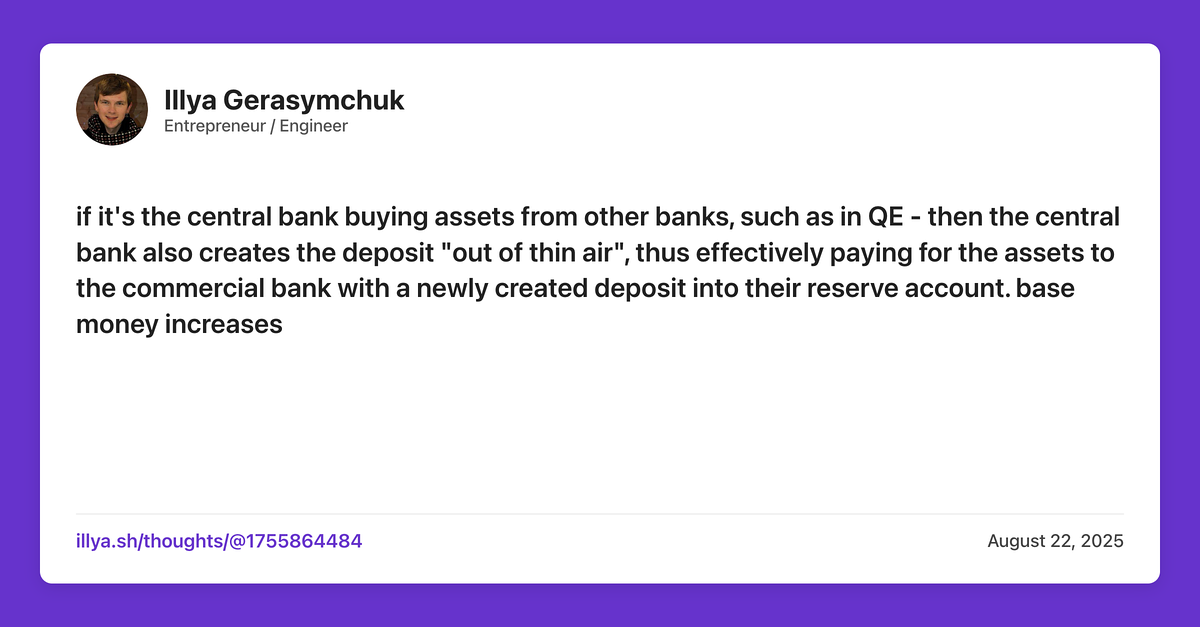 Illya Gerasymchuk
Entrepreneur / Engineer
if it's the central bank buying assets from other banks, such as in QE - then the central
bank also creates the deposit "out of thin air", thus effectively paying for the assets to
the commercial bank with a newly created deposit into their reserve account. base
money increases
illya.sh/thoughts/@1755864484
August 22, 2025